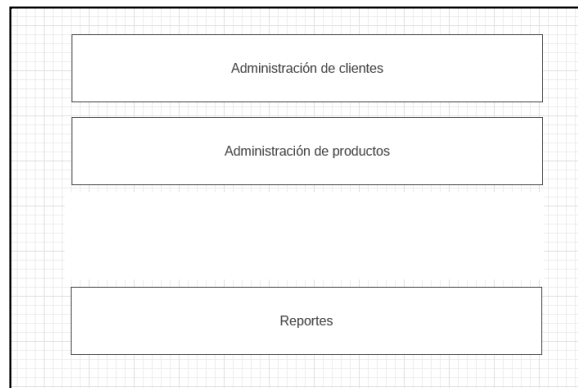 Administración de clientes
Administración de productos
Reportes